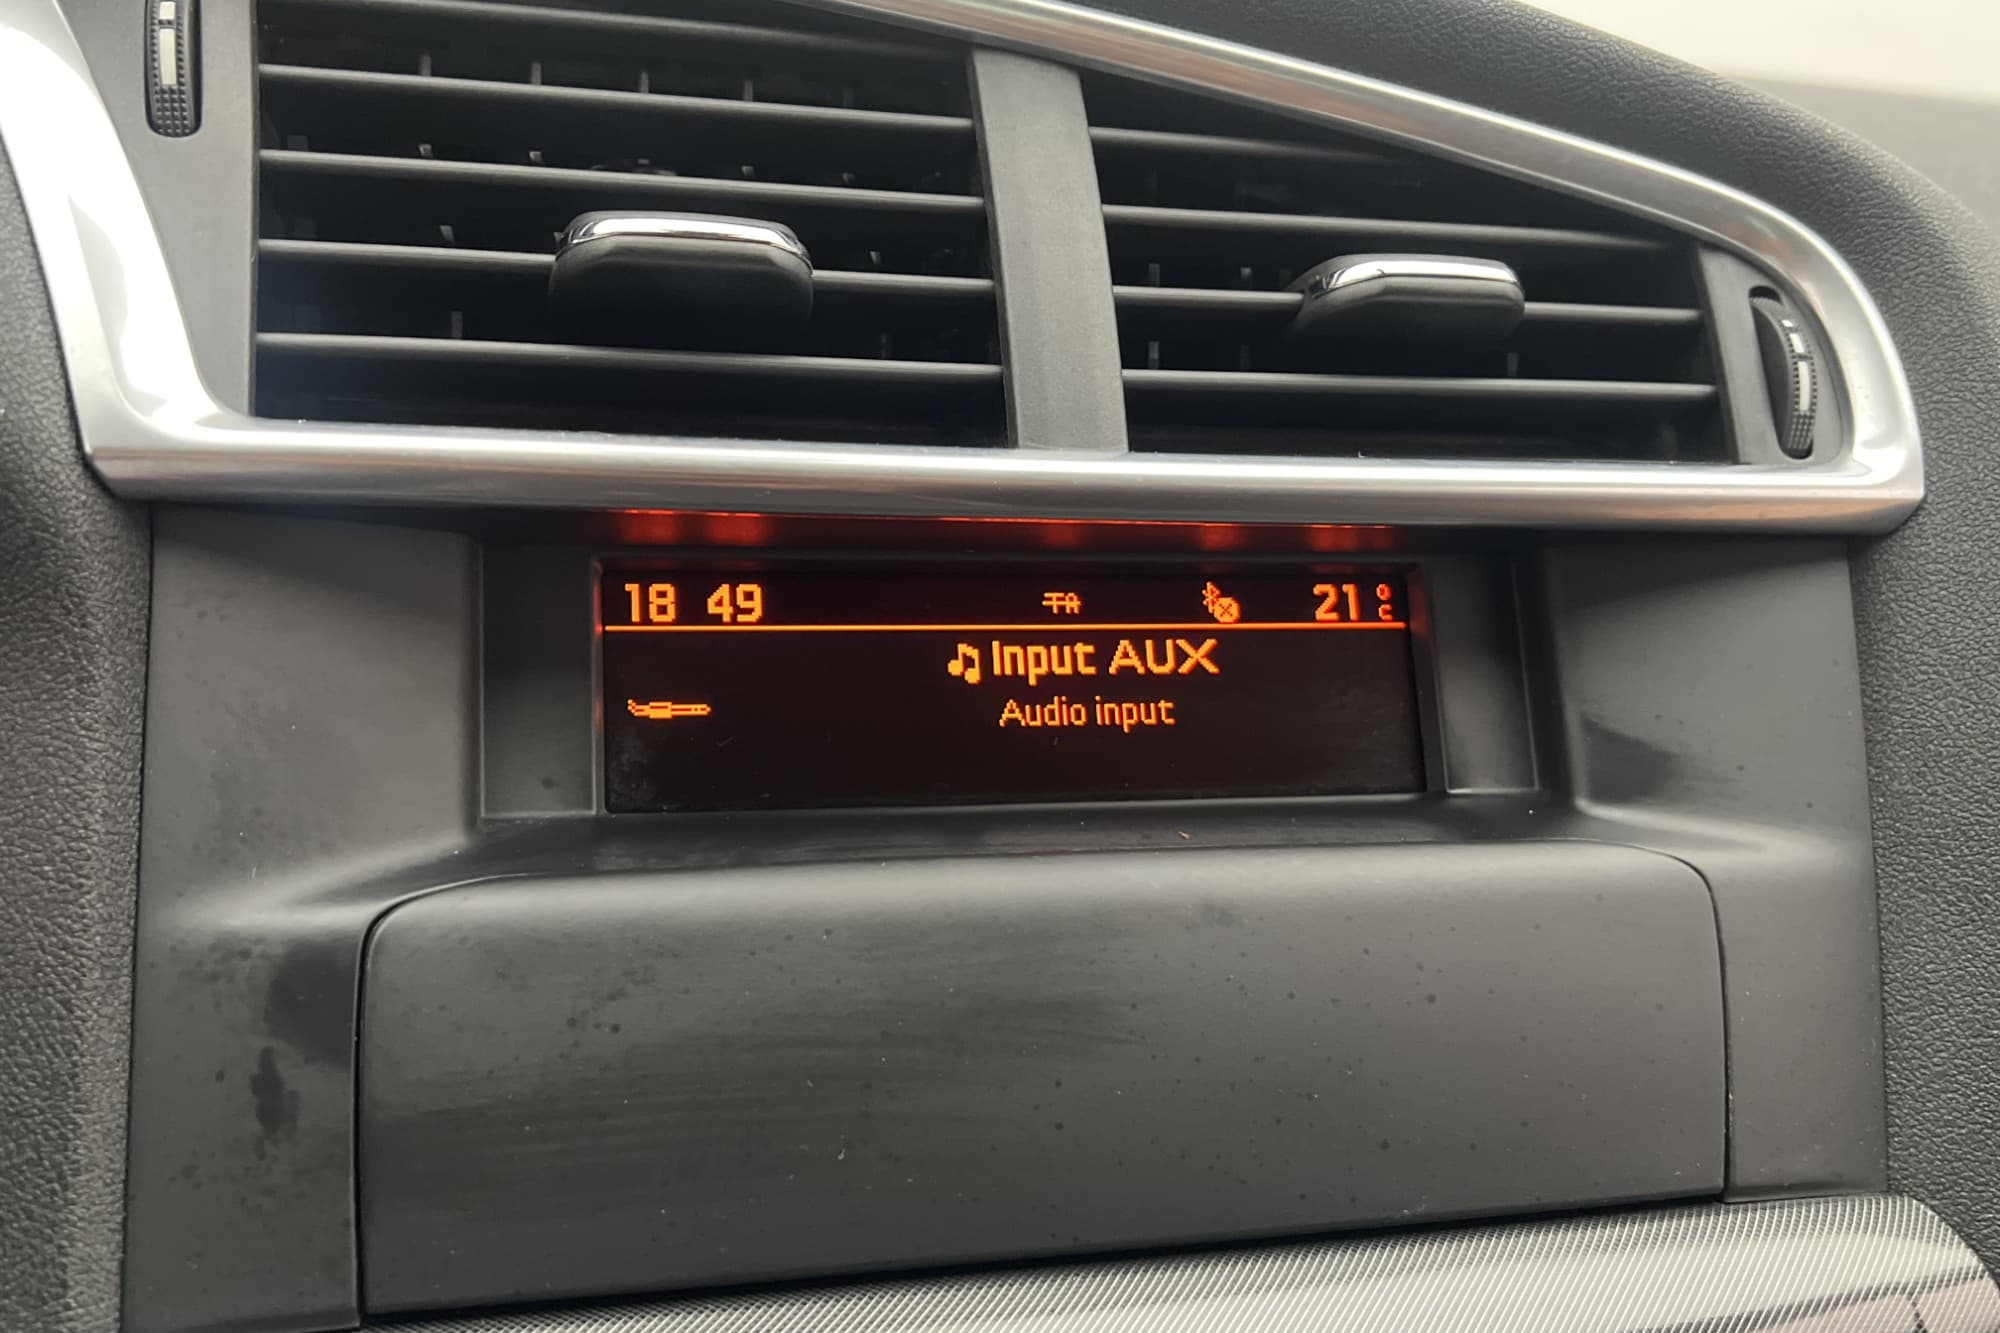 18 49 TA 21 °C
Input AUX
Audio input